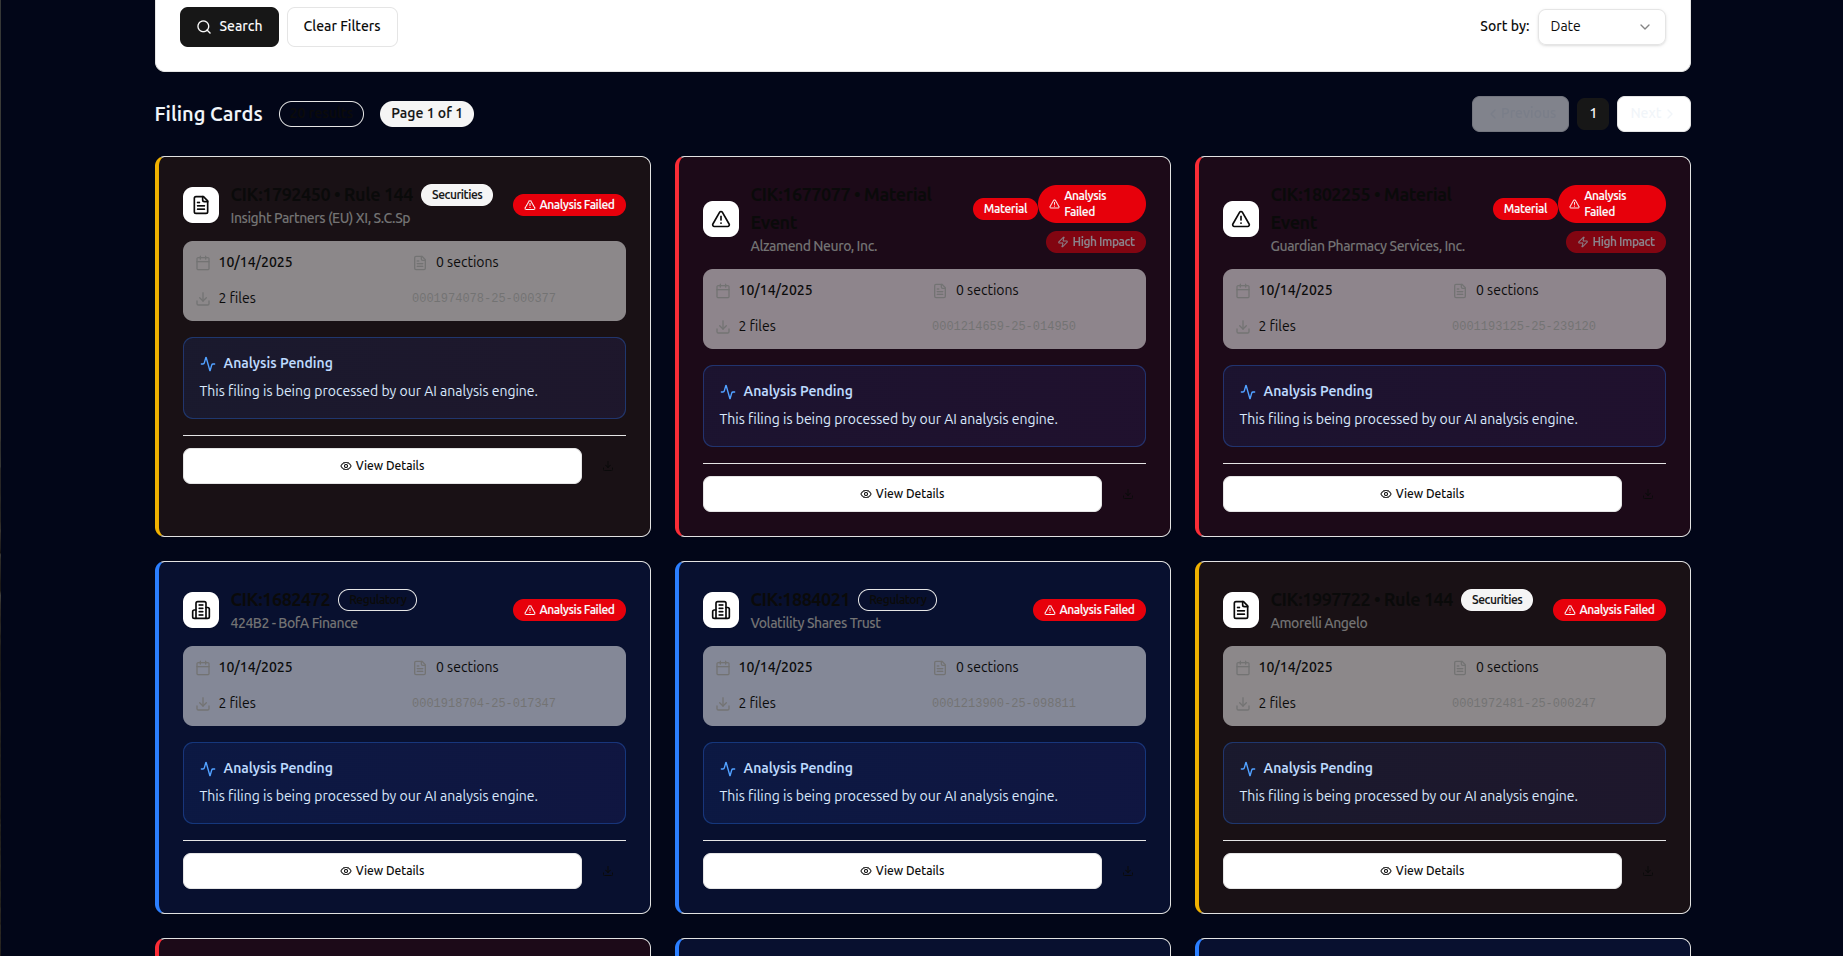 Search
Clear Filters
Sort by:
Date
Filing Cards
Page 1 of 1
Previous
1
Next
CIK:1792450 • Rule 144
Securities
Analysis Failed
Insight Partners (EU) XI, S.C.Sp
10/14/2025
0 sections
2 files
0001974078-25-000377
Analysis Pending
This filing is being processed by our AI analysis engine.
View Details
CIK:1677077 • Material
Event
Material
Analysis
Failed
High Impact
Alzamend Neuro, Inc.
10/14/2025
0 sections
2 files
0001214659-25-014950
Analysis Pending
This filing is being processed by our AI analysis engine.
View Details
CIK:1802255 • Material
Event
Material
Analysis
Failed
High Impact
Guardian Pharmacy Services, Inc.
10/14/2025
0 sections
2 files
0001193125-25-239120
Analysis Pending
This filing is being processed by our AI analysis engine.
View Details
CIK:1682472
Analysis Failed
424B2 - BofA Finance
10/14/2025
0 sections
2 files
0001918704-25-017347
Analysis Pending
This filing is being processed by our AI analysis engine.
View Details
CIK:1884021
Analysis Failed
Volatility Shares Trust
10/14/2025
0 sections
2 files
0001213900-25-098811
Analysis Pending
This filing is being processed by our AI analysis engine.
View Details
CIK:1997722 • Rule 144
Securities
Analysis Failed
Amorelli Angelo
10/14/2025
0 sections
2 files
0001972481-25-000247
Analysis Pending
This filing is being processed by our AI analysis engine.
View Details